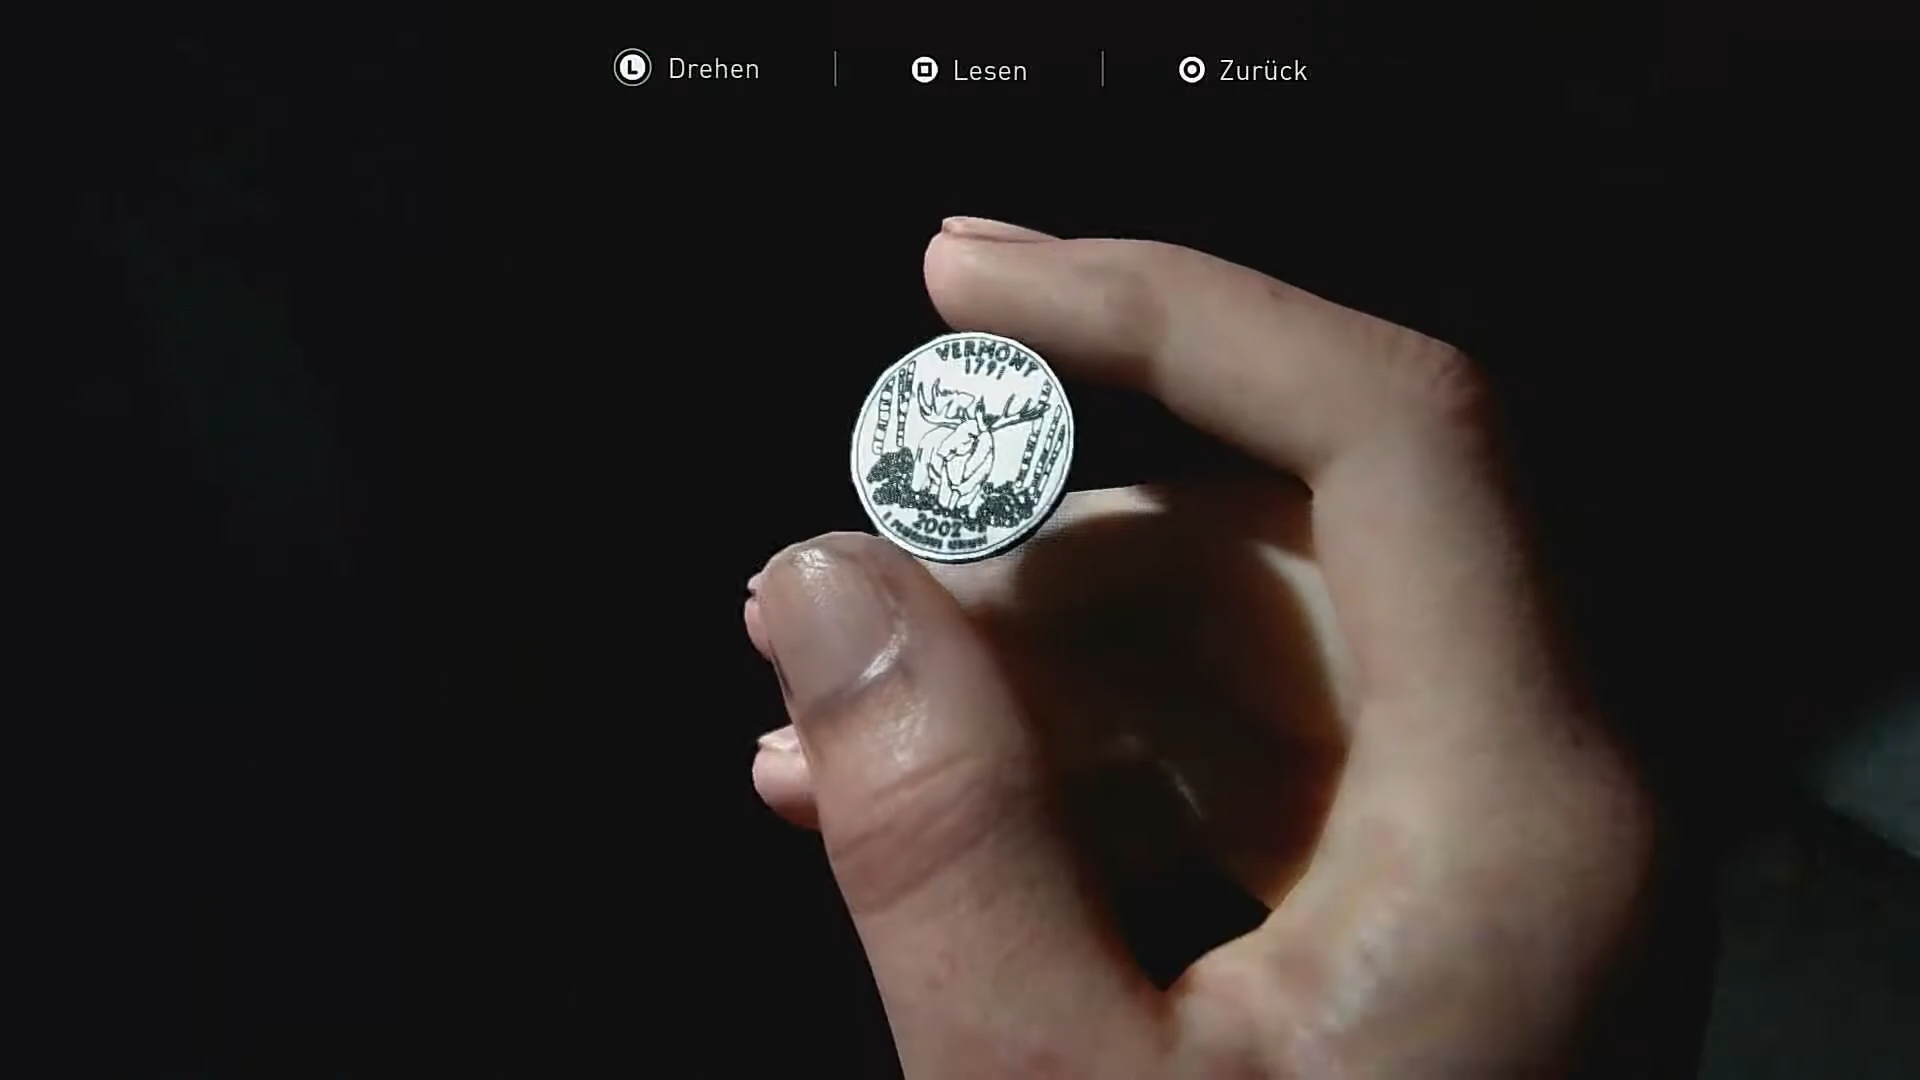 L Drehen | Lesen | Zurück
VERMONT
1791
2002